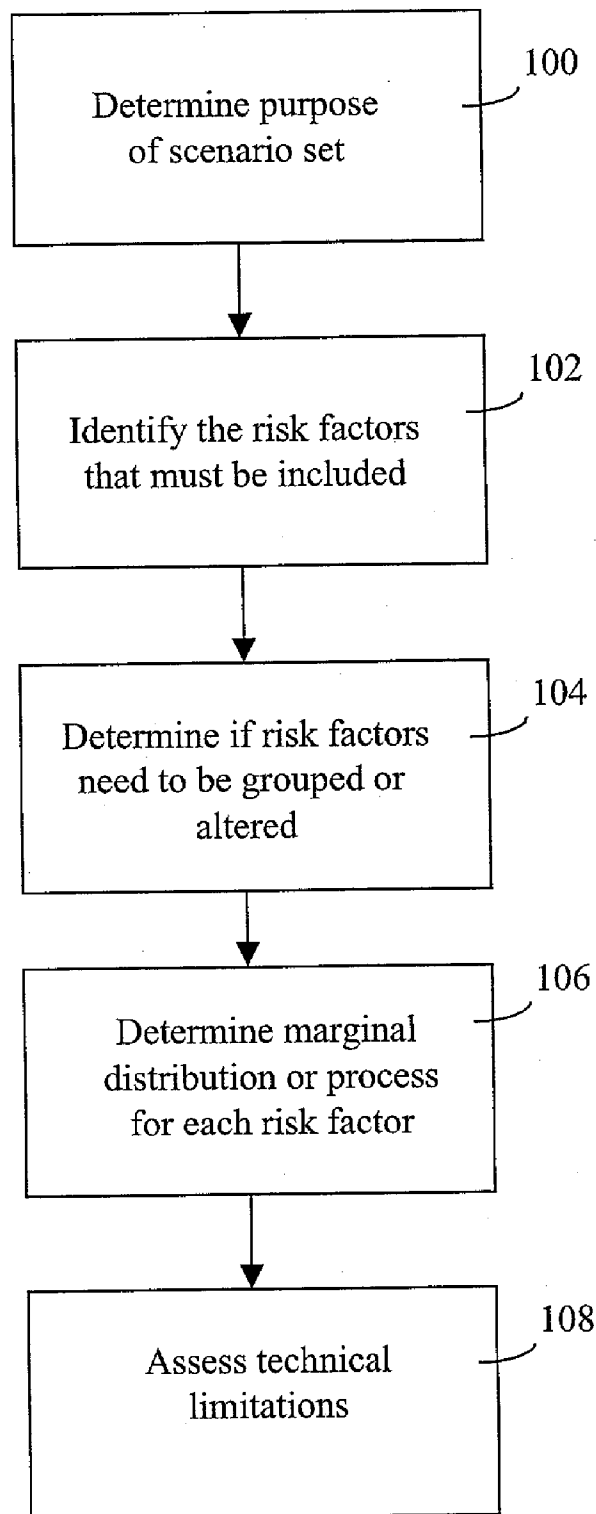 100
Determine purpose
of scenario set
102
Identify the risk factors
that must be included
104
Determine if risk factors
need to be grouped or
altered
106
Determine marginal
distribution or process
for each risk factor
108
Assess technical
limitations